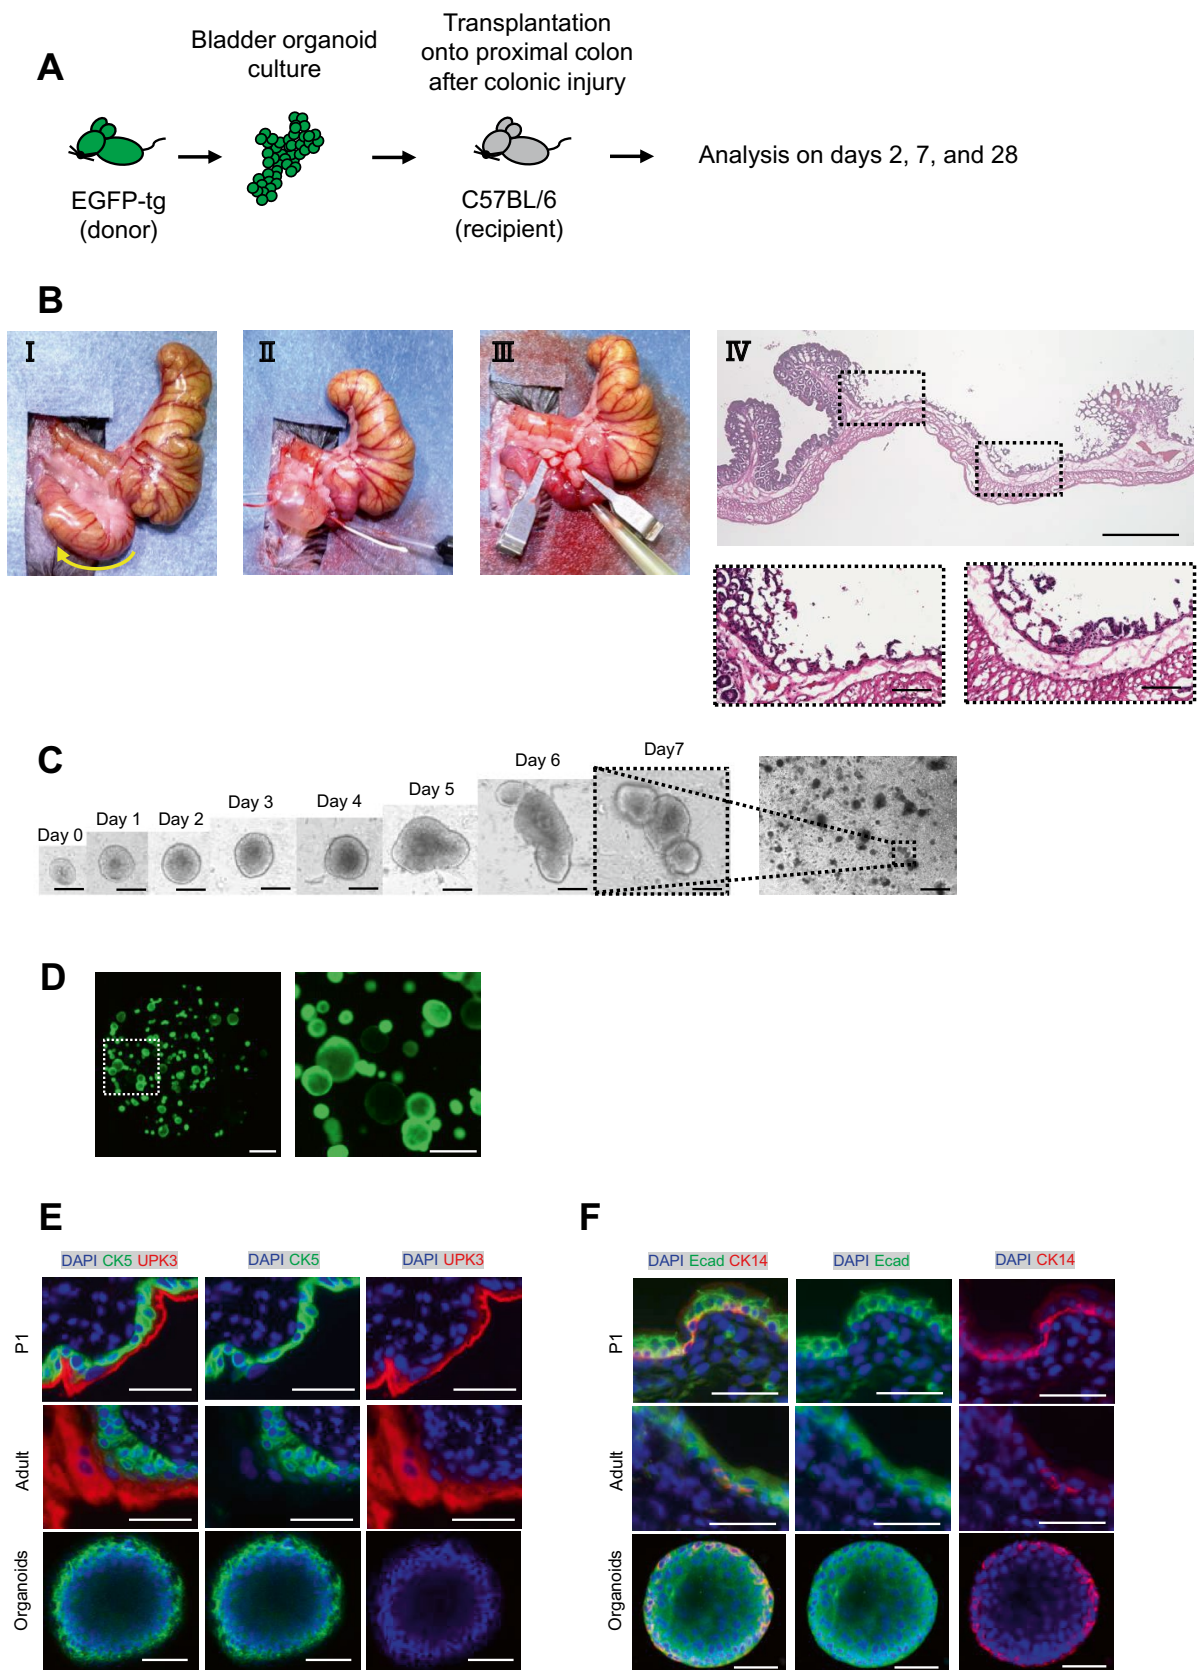 A
Bladder organoid
culture
Transplantation
onto proximal colon
after colonic injury
EGFP-tg
(donor)
C57BL/6
(recipient)
Analysis on days 2, 7, and 28
B
I
II
III
IV
C
Day 0
Day 1
Day 2
Day 3
Day 4
Day 5
Day 6
Day7
D
E
DAPI CK5 UPK3
DAPI CK5
DAPI UPK3
P1
Adult
Organoids
F
DAPI Ecad CK14
DAPI Ecad
DAPI CK14
P1
Adult
Organoids